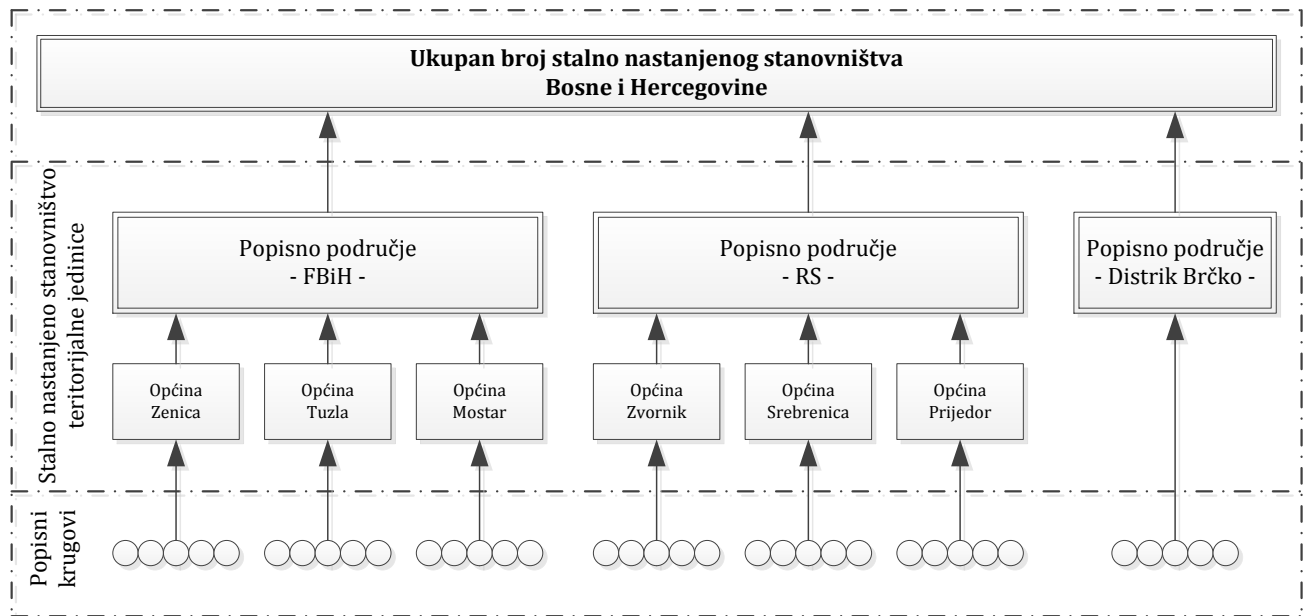 Ukupan broj stalno nastanjenog stanovništva
Bosne i Hercegovine
Stalno nastanjeno stanovništvo
teritorijalne jedinice
Popisno područje
- FBiH -
Popisno područje
- RS -
Popisno područje
- Distrik Brčko -
Općina
Zenica
Općina
Tuzla
Općina
Mostar
Općina
Zvornik
Općina
Srebrenica
Općina
Prijedor
Popisni
krugovi